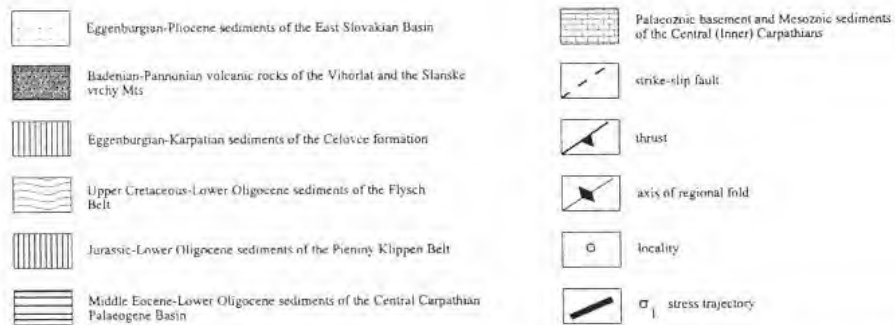 Eggenburgian-Pliocene sediments of the East Slovakian Basin
Badenian-Pannonian volcanic rocks of the Vihorlat and the Slanske
vrchy Mts
Eggenburgian-Karpatian sediments of the Celovce formation
Upper Cretaceous-Lower Oligocene sediments of the Flysch
Belt
Jurassic-Lower Oligocene sediments of the Pieniny Klippen Belt
Middle Eocene-Lower Oligocene sediments of the Central Carpathian
Palaeogene Basin
Palaeoznic basement and Mesoznic sediments
of the Central (Inner) Carpathians
strike-slip fault
thrust
axis of regional fold
locality
σ1 stress trajectory